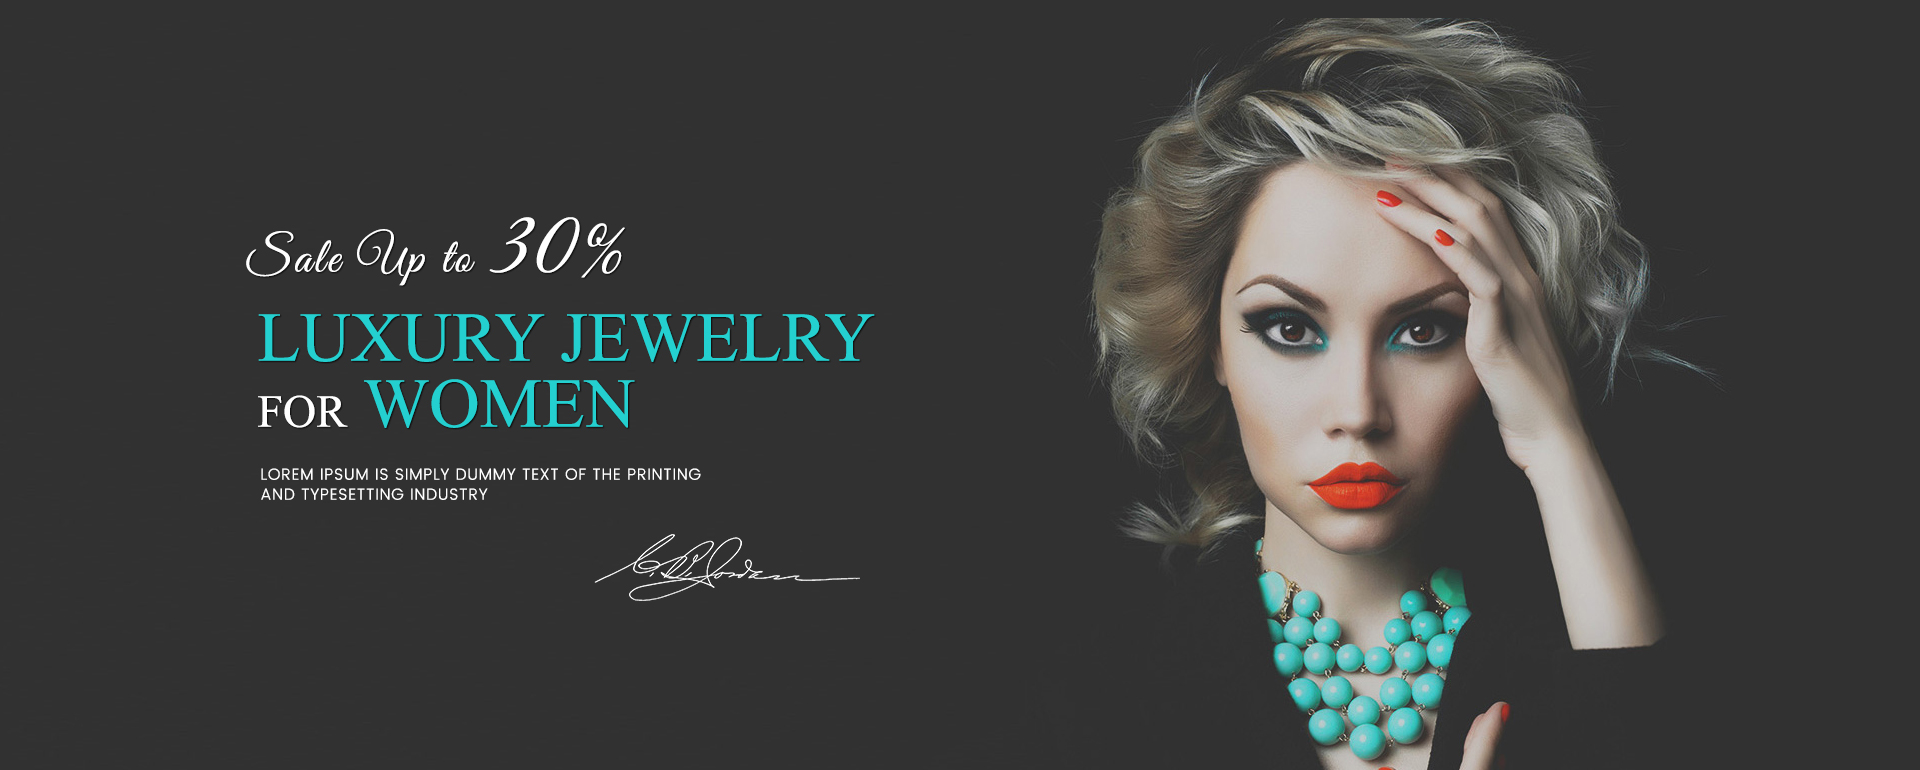 Sale Up to 30%
LUXURY JEWELRY
FOR WOMEN
LOREM IPSUM IS SIMPLY DUMMY TEXT OF THE PRINTING
AND TYPESETTING INDUSTRY